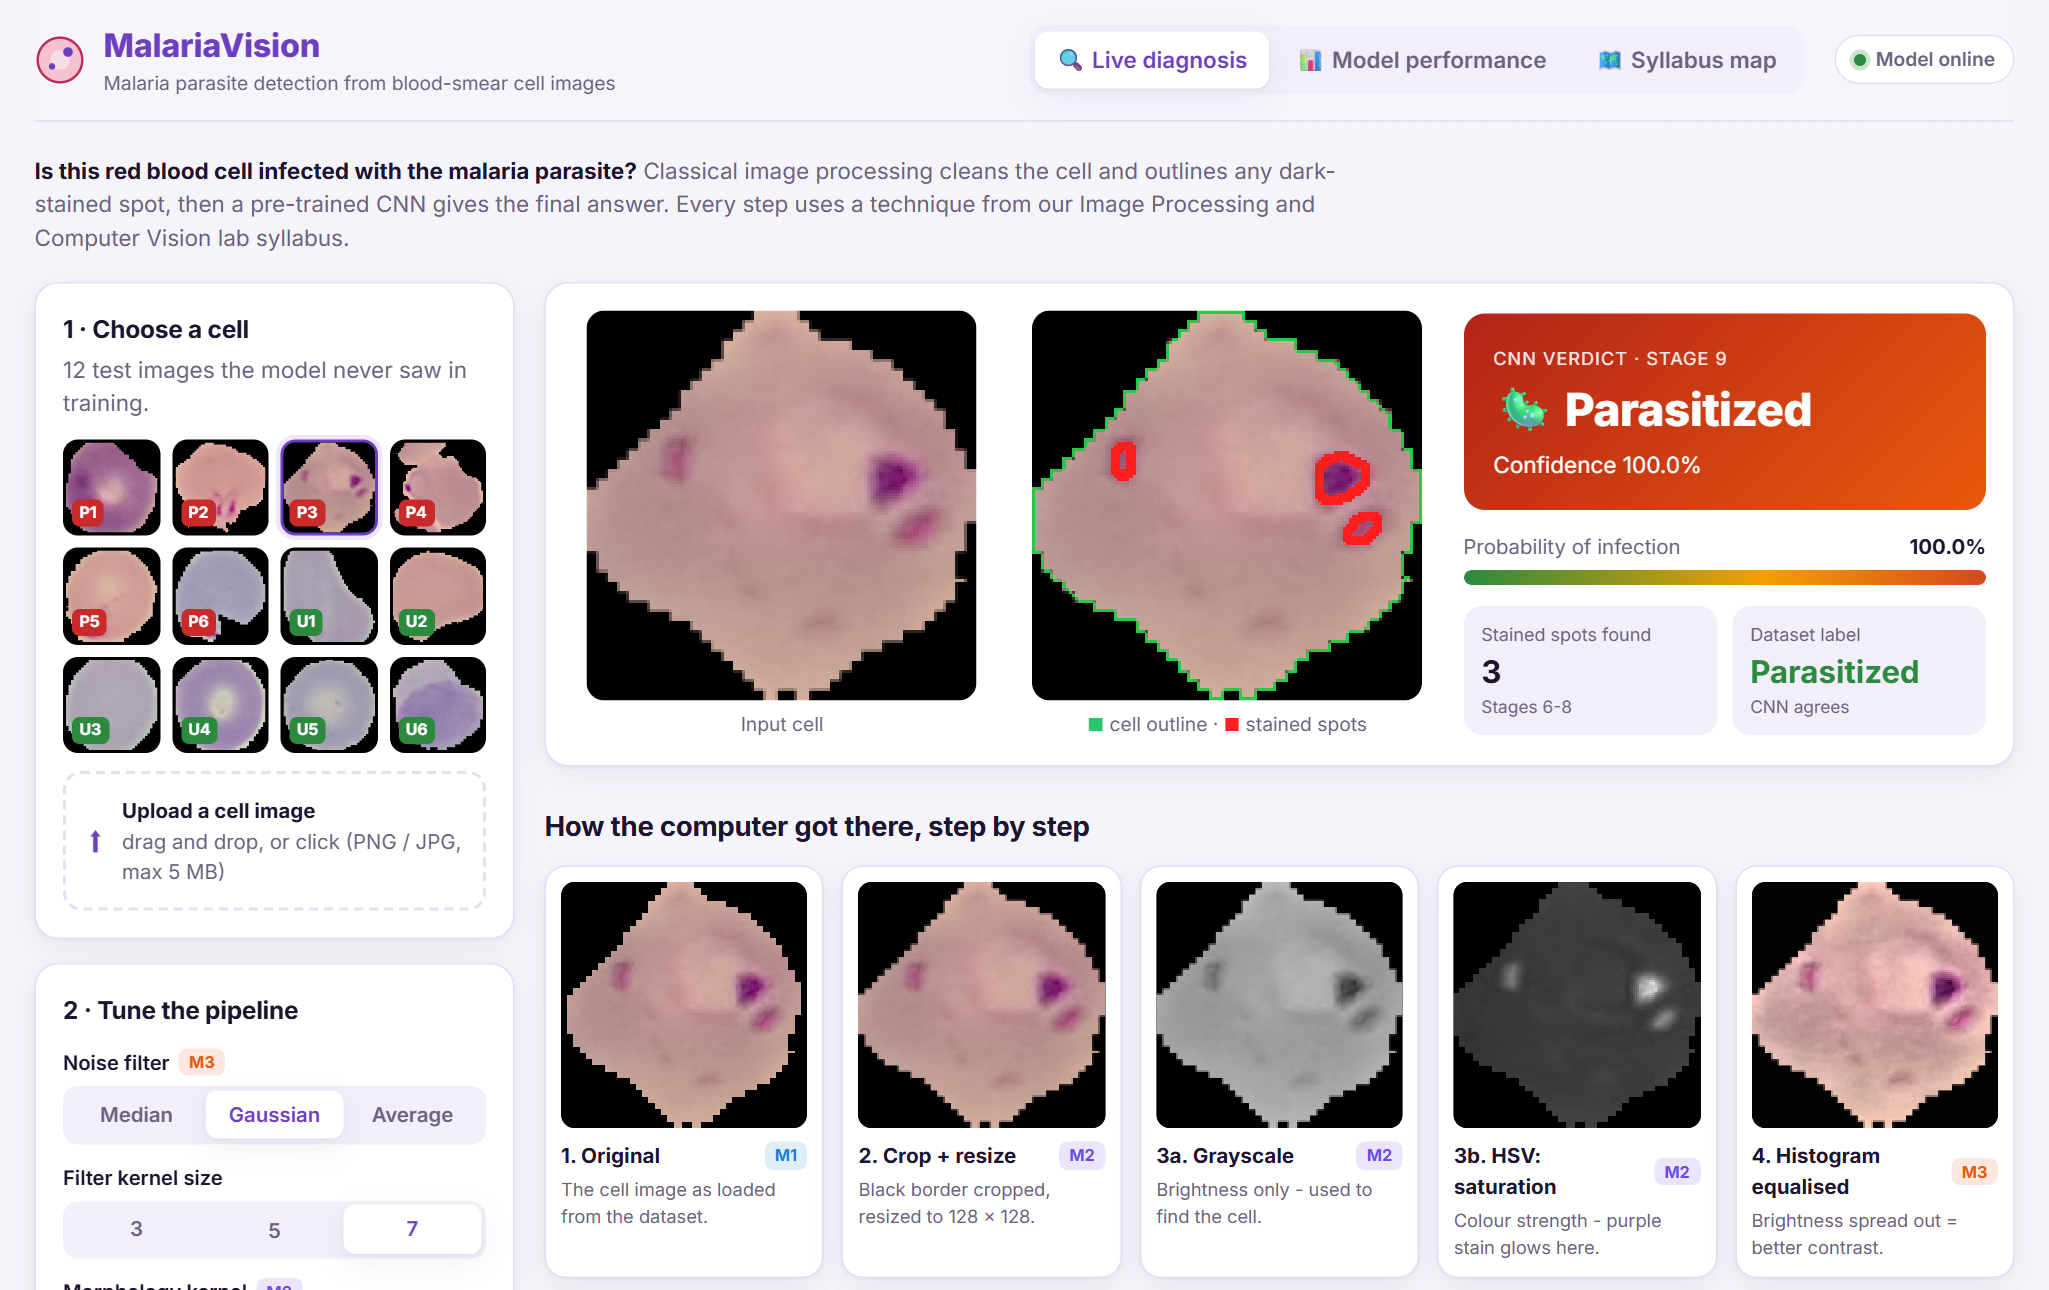 MalariaVision
Malaria parasite detection from blood-smear cell images
Live diagnosis
Model performance
Syllabus map
Model online
Is this red blood cell infected with the malaria parasite? Classical image processing cleans the cell and outlines any dark-
stained spot, then a pre-trained CNN gives the final answer. Every step uses a technique from our Image Processing and
Computer Vision lab syllabus.
1 · Choose a cell
12 test images the model never saw in
training.
P1 P2 P3 P4
P5 P6 U1 U2
U3 U4 U5 U6
Upload a cell image
drag and drop, or click (PNG / JPG,
max 5 MB)
2 · Tune the pipeline
Noise filter M3
Median Gaussian Average
Filter kernel size
3 5 7
Morphology kernel M2
Input cell
cell outline · stained spots
CNN VERDICT · STAGE 9
Parasitized
Confidence 100.0%
Probability of infection 100.0%
Stained spots found
3
Stages 6-8
Dataset label
Parasitized
CNN agrees
How the computer got there, step by step
1. Original M1
The cell image as loaded
from the dataset.
2. Crop + resize M2
Black border cropped,
resized to 128 × 128.
3a. Grayscale M2
Brightness only - used to
find the cell.
3b. HSV:
saturation M2
Colour strength - purple
stain glows here.
4. Histogram
equalised M3
Brightness spread out =
better contrast.